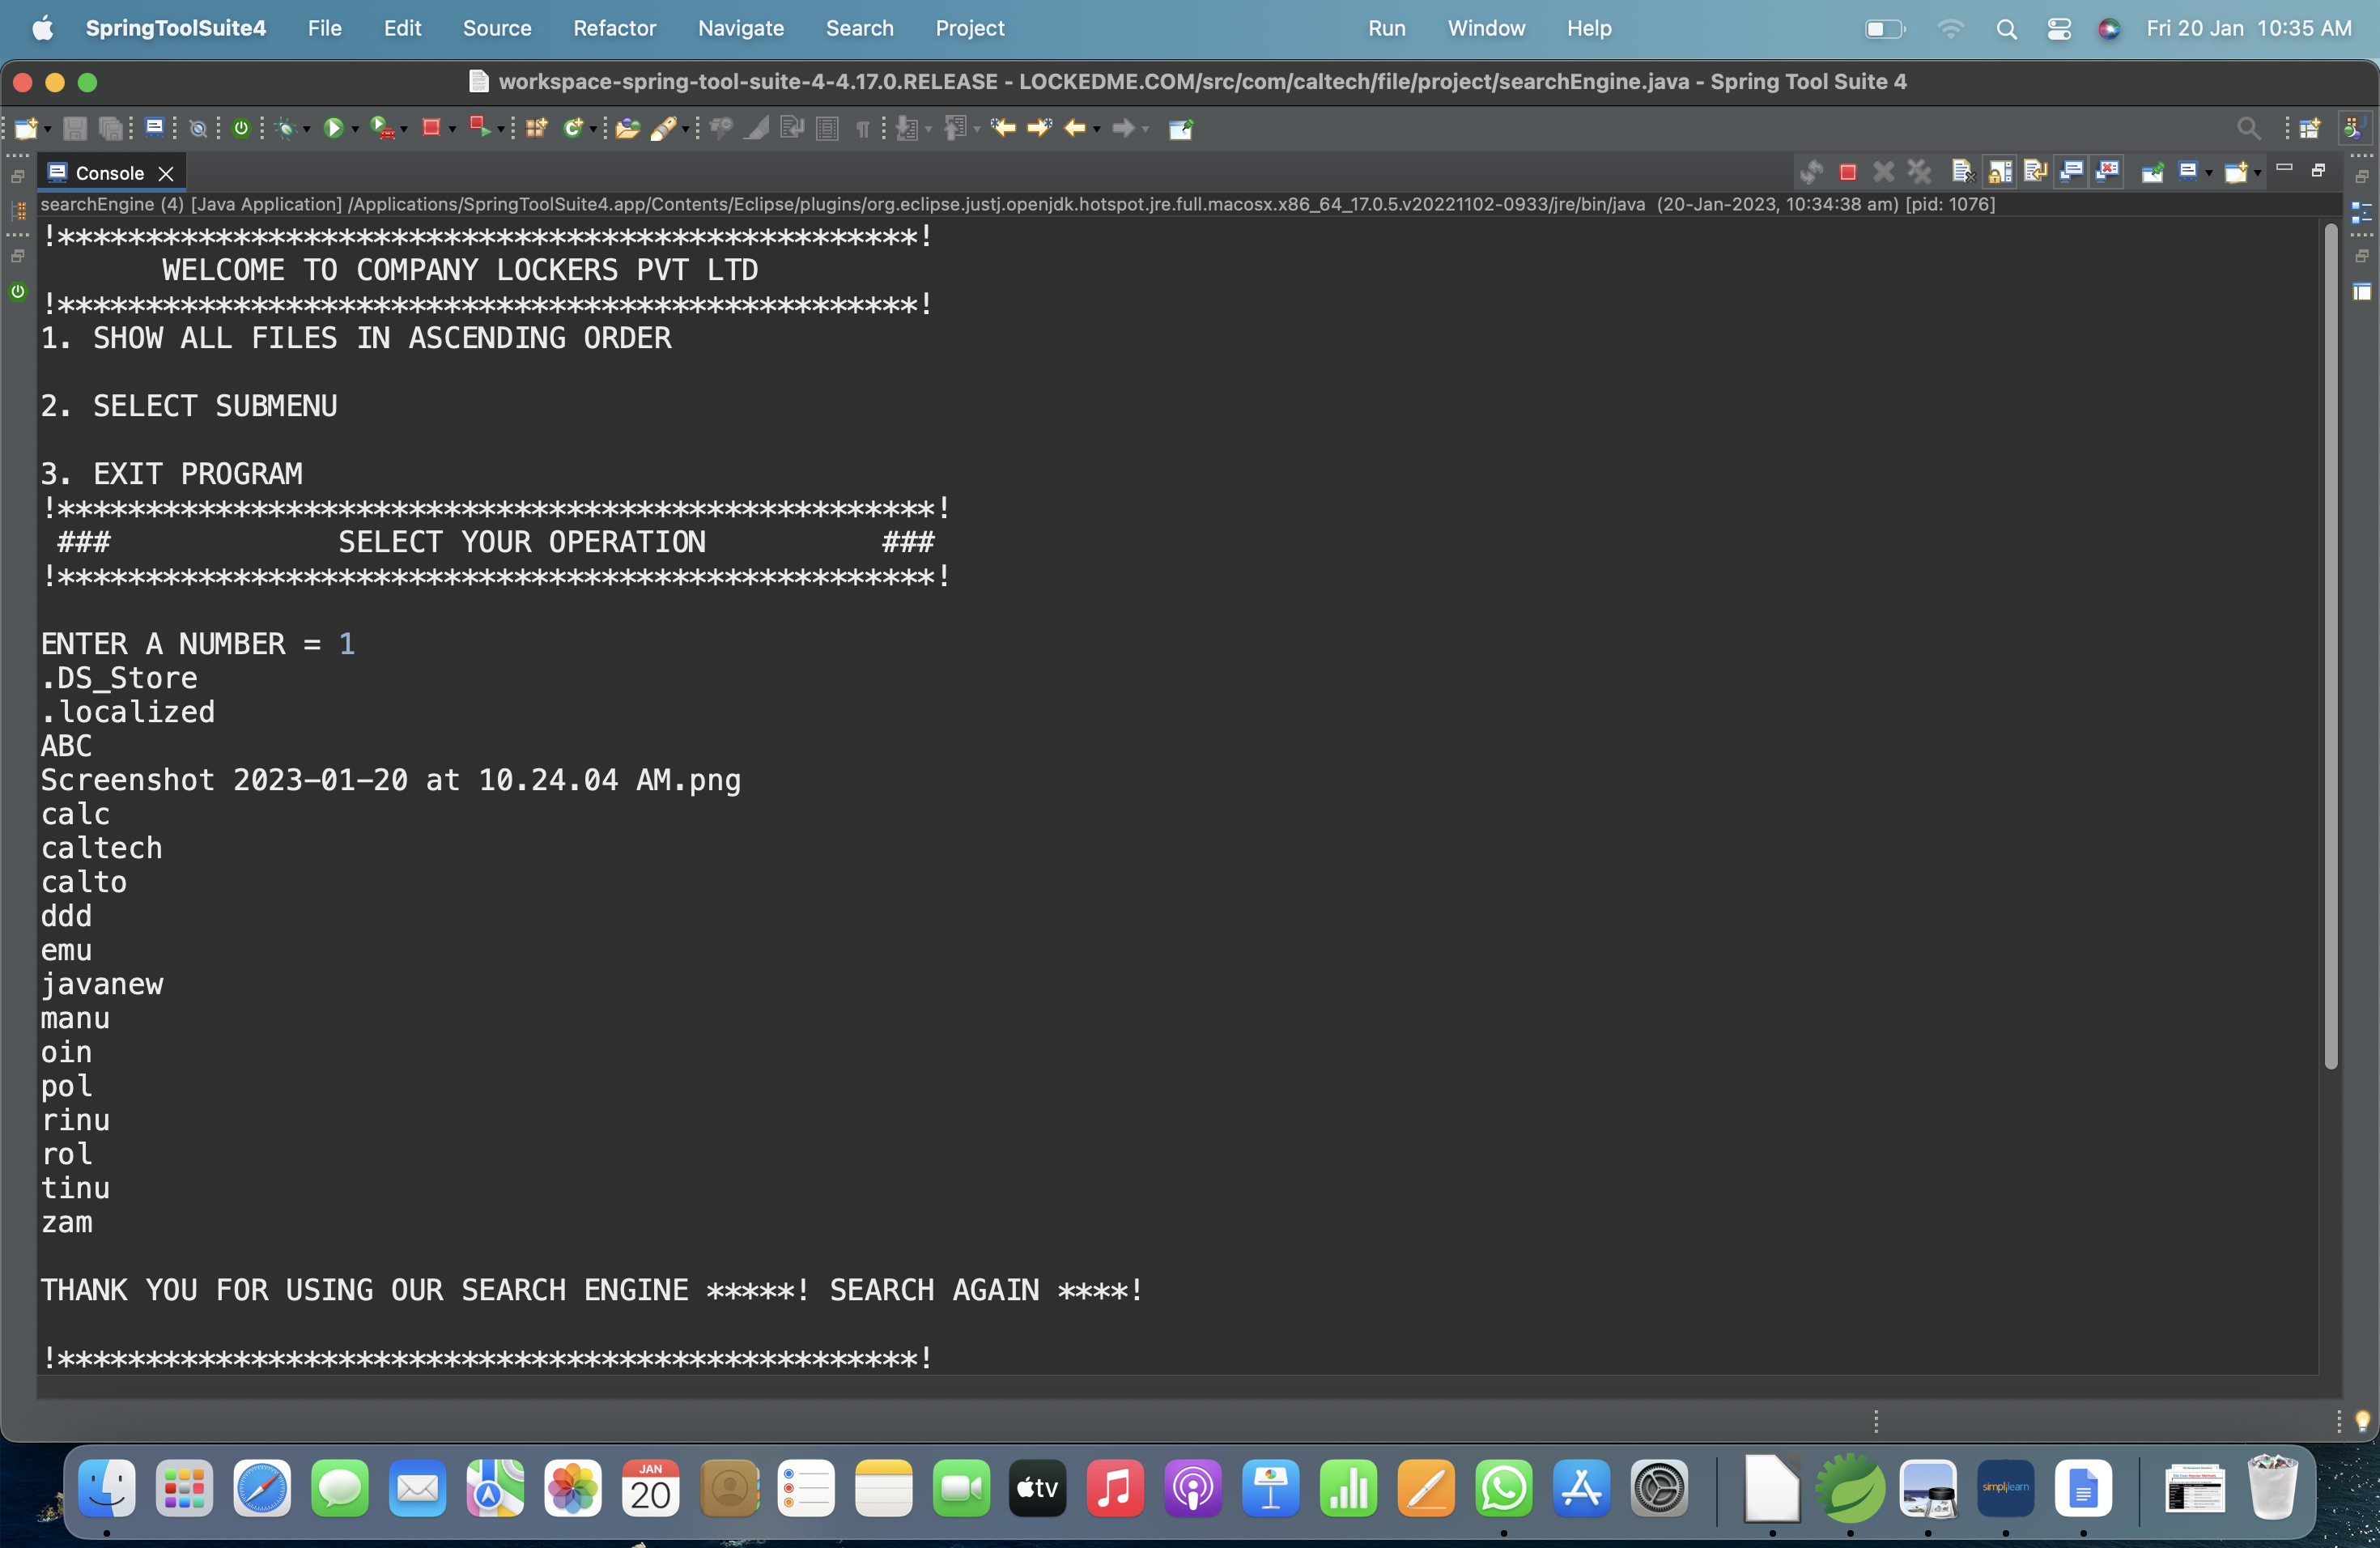 SpringToolSuite4 File Edit Source Refactor Navigate Search Project Run Window Help Fri 20 Jan 10:35 AM
workspace-spring-tool-suite-4-4.17.0.RELEASE - LOCKEDME.COM/src/com/caltech/file/project/searchEngine.java - Spring Tool Suite 4
Console
searchEngine (4) [Java Application] /Applications/SpringToolSuite4.app/Contents/Eclipse/plugins/org.eclipse.justj.openjdk.hotspot.jre.full.macosx.x86_64_17.0.5.v20221102-0933/jre/bin/java (20-Jan-2023, 10:34:38 am) [pid: 1076]
!*************************************************!
WELCOME TO COMPANY LOCKERS PVT LTD
!*************************************************!
1. SHOW ALL FILES IN ASCENDING ORDER
2. SELECT SUBMENU
3. EXIT PROGRAM
!**************************************************!
### SELECT YOUR OPERATION ###
!**************************************************!
ENTER A NUMBER = 1
.DS_Store
.localized
ABC
Screenshot 2023-01-20 at 10.24.04 AM.png
calc
caltech
calto
ddd
emu
javanew
manu
oin
pol
rinu
rol
tinu
zam
THANK YOU FOR USING OUR SEARCH ENGINE *****! SEARCH AGAIN ****!
!*************************************************!
JAN
20
tv
simplilearn